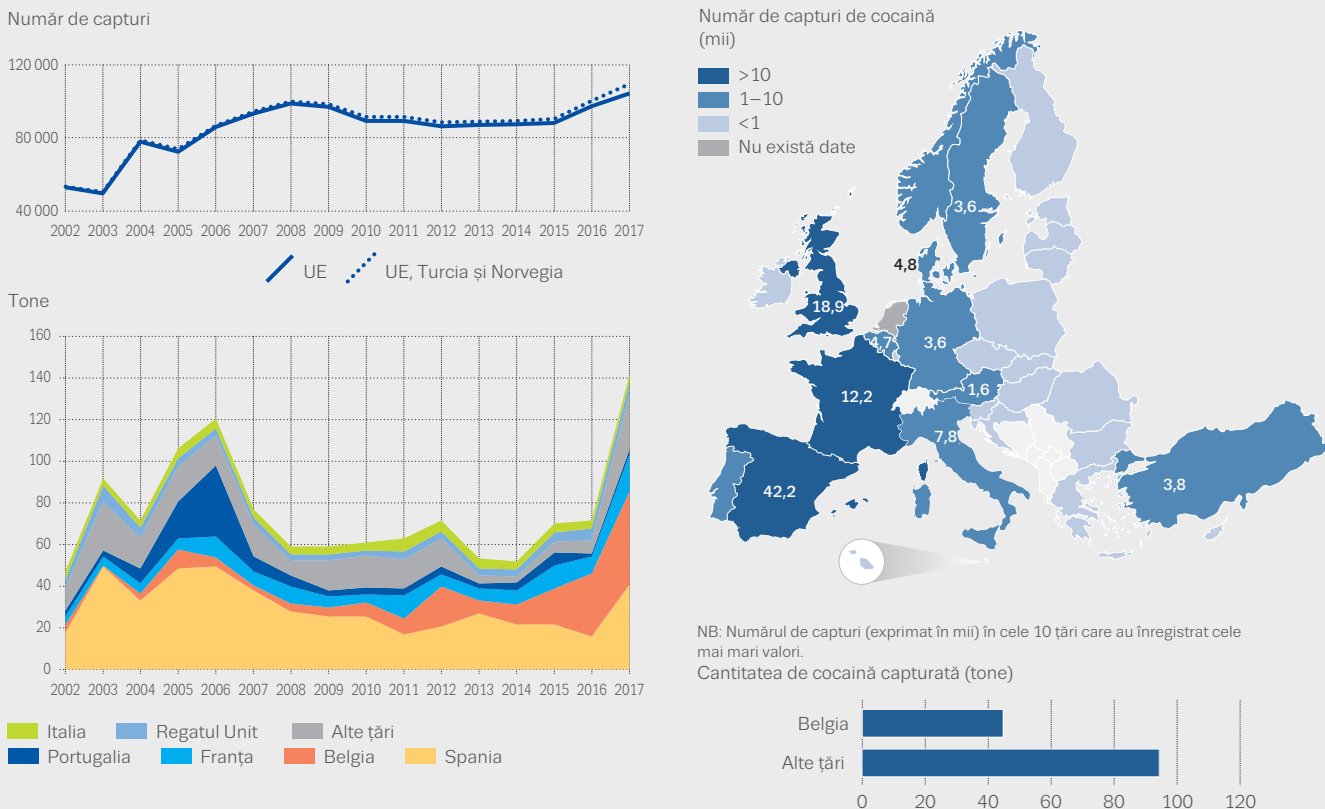 Număr de capturi
120 000
80 000
40 000
2002 2003 2004 2005 2006 2007 2008 2009 2010 2011 2012 2013 2014 2015 2016 2017
UE
UE, Turcia și Norvegia
Tone
160
140
120
100
80
60
40
20
0
2002 2003 2004 2005 2006 2007 2008 2009 2010 2011 2012 2013 2014 2015 2016 2017
Italia Regatul Unit Alte țări
Portugalia Franța Belgia Spania
Număr de capturi de cocaină
(mii)
>10
1–10
<1
Nu există date
3,6
4,8
18,9
4,7
3,6
12,2
1,6
7,8
42,2
3,8
NB: Numărul de capturi (exprimat în mii) în cele 10 țări care au înregistrat cele
mai mari valori.
Cantitatea de cocaină capturată (tone)
Belgia
Alte țări
0 20 40 60 80 100 120